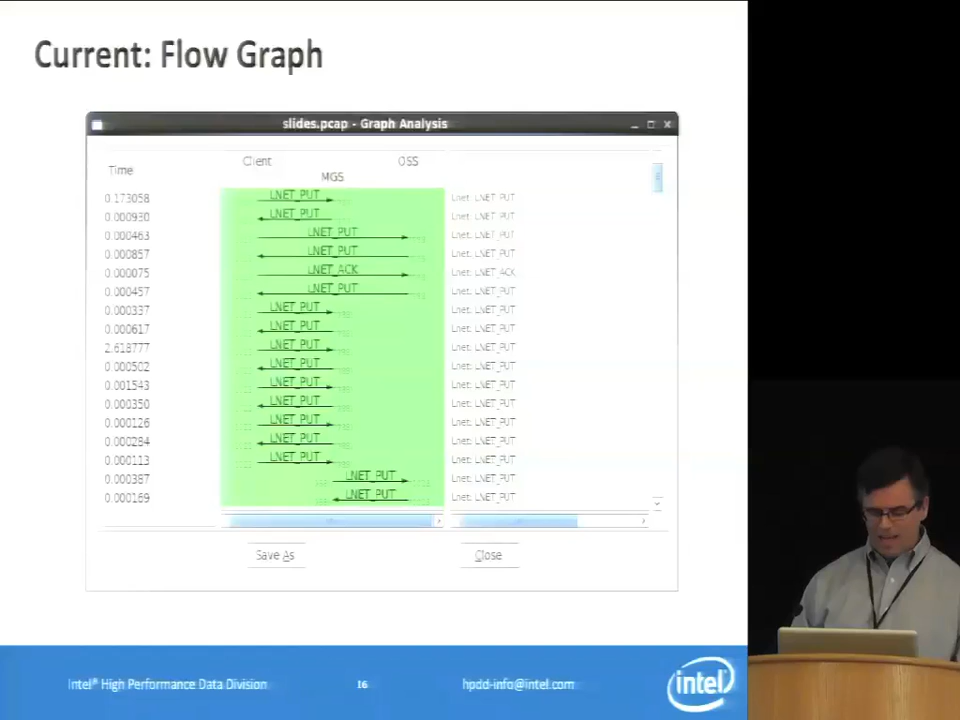 Current: Flow Graph
slides.pcap - Graph Analysis
Time
Client
OSS
MGS
0.173058 LNET_PUT Lnet: LNET_PUT
0.000930 LNET_PUT Lnet: LNET_PUT
0.000463 LNET_PUT Lnet: LNET_PUT
0.000857 LNET_PUT Lnet: LNET_PUT
0.000075 LNET_ACK Lnet: LNET_ACK
0.000457 LNET_PUT Lnet: LNET_PUT
0.000337 LNET_PUT Lnet: LNET_PUT
0.000617 LNET_PUT Lnet: LNET_PUT
2.618777 LNET_PUT Lnet: LNET_PUT
0.000502 LNET_PUT Lnet: LNET_PUT
0.001543 LNET_PUT Lnet: LNET_PUT
0.000350 LNET_PUT Lnet: LNET_PUT
0.000126 LNET_PUT Lnet: LNET_PUT
0.000284 LNET_PUT Lnet: LNET_PUT
0.000113 LNET_PUT Lnet: LNET_PUT
0.000387 LNET_PUT Lnet: LNET_PUT
0.000169 LNET_PUT Lnet: LNET_PUT
Save As
Close
Intel® High Performance Data Division
16
hpdd-info@intel.com
intel